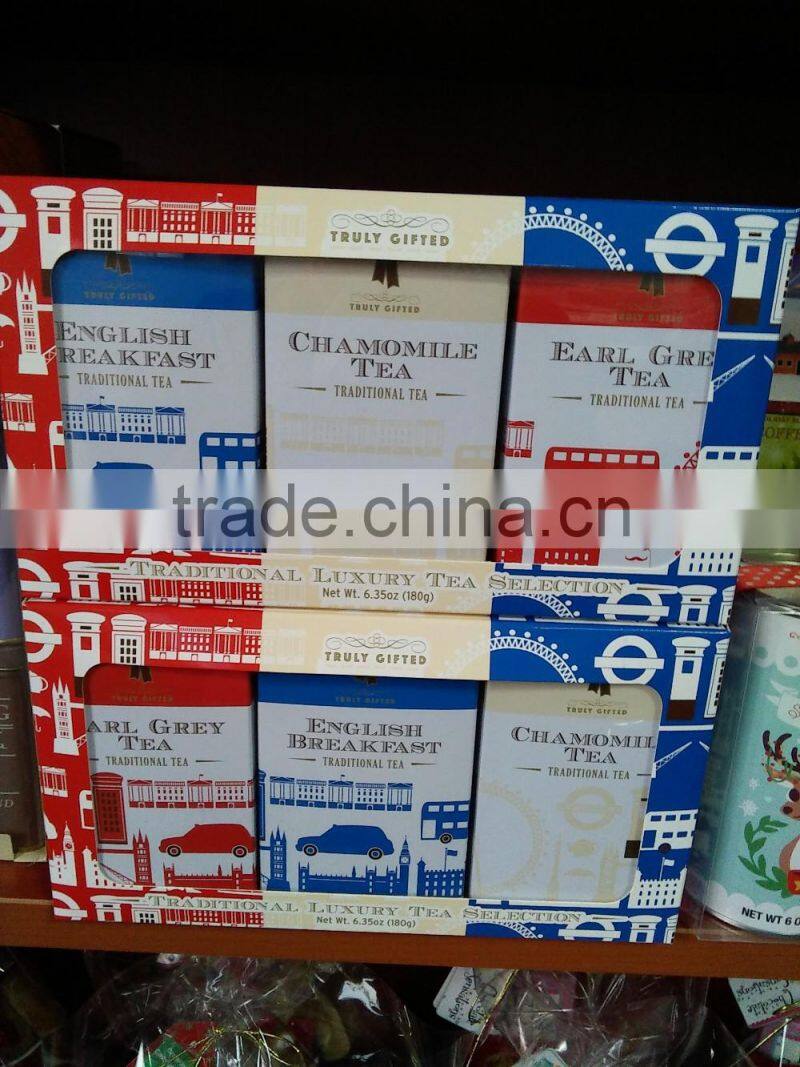 TRULY GIFTED
TRULY GIFTED
ENGLISH
REAKFAST
TRADITIONAL TEA
TRULY GIFTED
CHAMOMILE
TEA
TRADITIONAL TEA
TRULY GIFTED
EARL GRE
TEA
TRADITIONAL TEA
trade.china.cn
TRADITIONAL LUXURY TEA SELECTION
Net Wt. 6.35oz (180g)
TRULY GIFTED
TRULY GIFTED
ARL GREY
TEA
TRADITIONAL TEA
TRULY GIFTED
ENGLISH
BREAKFAST
TRADITIONAL TEA
TRULY GIFTED
CHAMOMIL
TEA
TRADITIONAL TEA
TRADITIONAL LUXURY TEA SELECTION
Net Wt. 6.35oz (180g)
NET WT 6 O